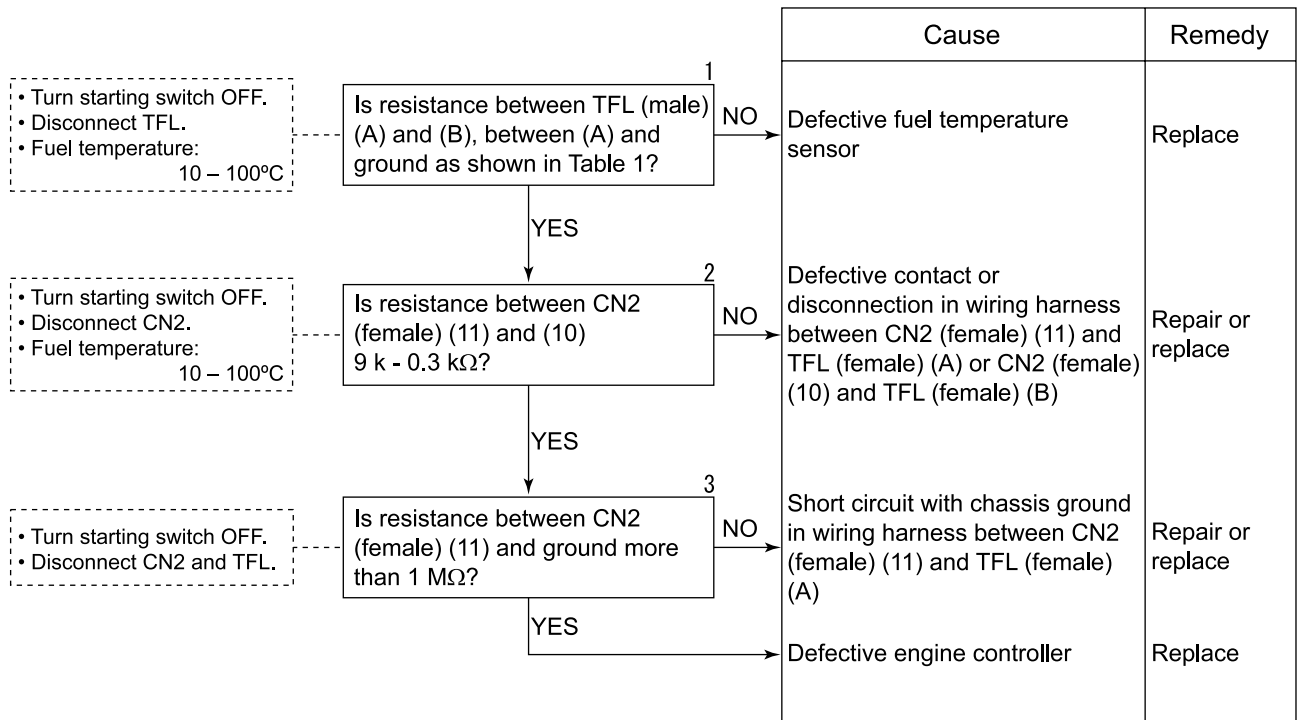 Cause
Remedy
• Turn starting switch OFF.
• Disconnect TFL.
• Fuel temperature:
10 – 100ºC
1
Is resistance between TFL (male)
(A) and (B), between (A) and
ground as shown in Table 1?
NO
Defective fuel temperature
sensor
Replace
YES
• Turn starting switch OFF.
• Disconnect CN2.
• Fuel temperature:
10 – 100ºC
2
Is resistance between CN2
(female) (11) and (10)
9 k - 0.3 kΩ?
NO
Defective contact or
disconnection in wiring harness
between CN2 (female) (11) and
TFL (female) (A) or CN2 (female)
(10) and TFL (female) (B)
Repair or
replace
YES
• Turn starting switch OFF.
• Disconnect CN2 and TFL.
3
Is resistance between CN2
(female) (11) and ground more
than 1 MΩ?
NO
Short circuit with chassis ground
in wiring harness between CN2
(female) (11) and TFL (female)
(A)
Repair or
replace
YES
Defective engine controller
Replace